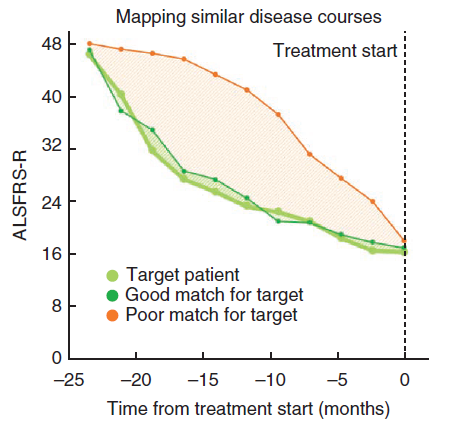 Mapping similar disease courses
Treatment start
48
40
32
24
16
8
0
ALSFRS-R
Target patient
Good match for target
Poor match for target
−25 −20 −15 −10 −5 0
Time from treatment start (months)